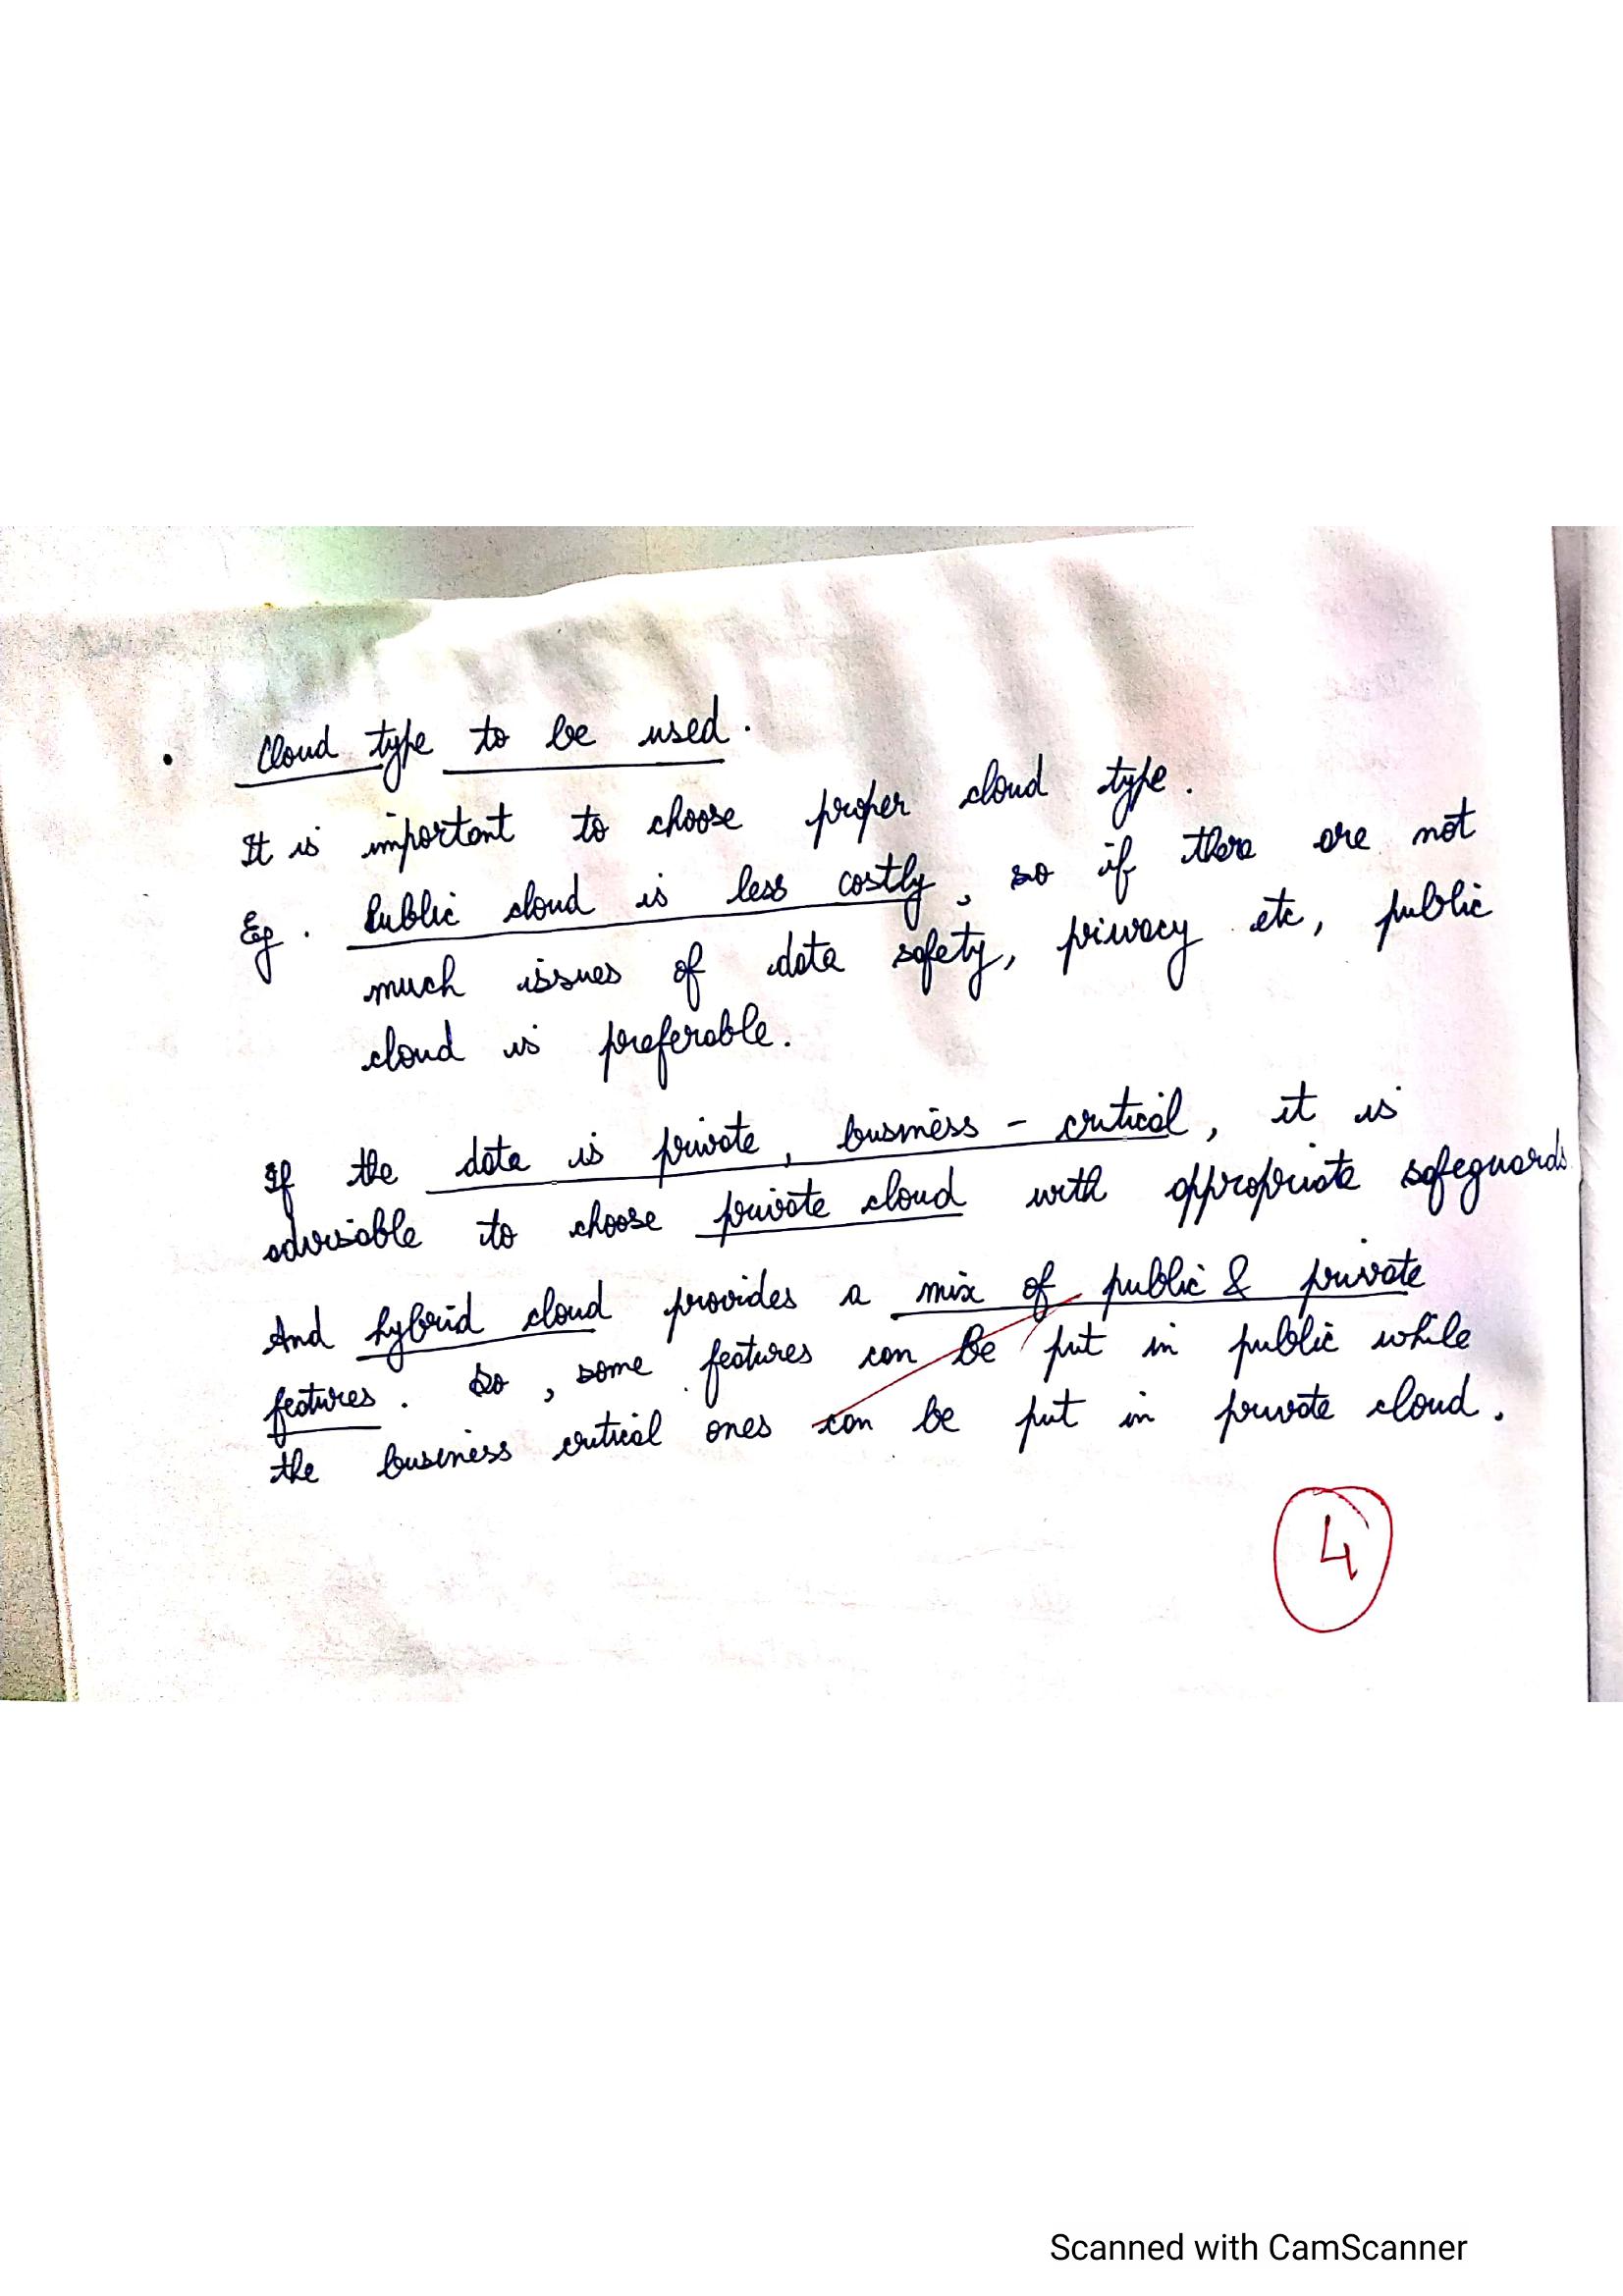 • Cloud type to be used.
It is important to choose proper cloud type.
Eg. Public cloud is less costly, so if there are not
much issues of data safety, privacy etc, public
cloud is preferable.
If the data is private, business - critical, it is
advisable to choose private cloud with appropriate safeguards.
And hybrid cloud provides a mix of public & private
features. So, some features can be put in public while
the business critical ones can be put in private cloud.
4
Scanned with CamScanner